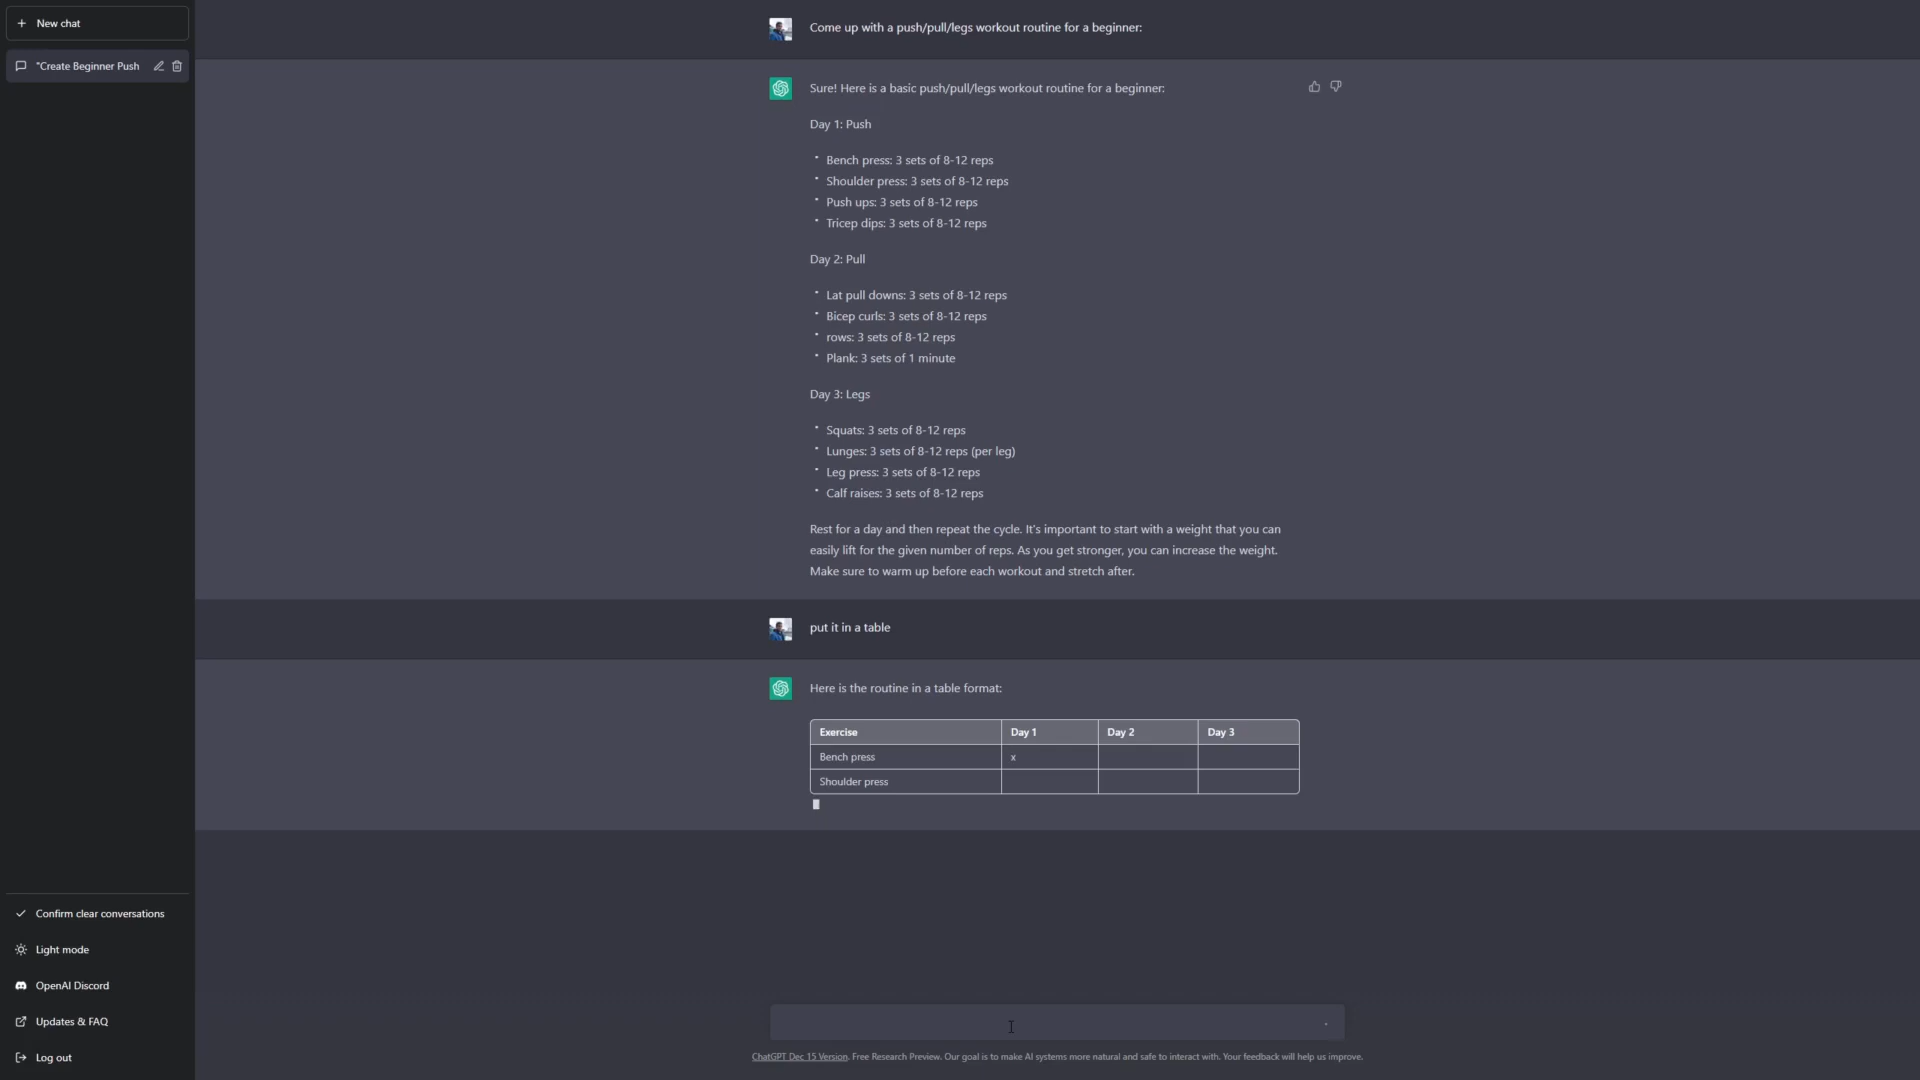 New chat
"Create Beginner Push
Confirm clear conversations
Light mode
OpenAI Discord
Updates & FAQ
Log out
Come up with a push/pull/legs workout routine for a beginner:
Sure! Here is a basic push/pull/legs workout routine for a beginner:
Day 1: Push
• Bench press: 3 sets of 8-12 reps
• Shoulder press: 3 sets of 8-12 reps
• Push ups: 3 sets of 8-12 reps
• Tricep dips: 3 sets of 8-12 reps
Day 2: Pull
• Lat pull downs: 3 sets of 8-12 reps
• Bicep curls: 3 sets of 8-12 reps
• rows: 3 sets of 8-12 reps
• Plank: 3 sets of 1 minute
Day 3: Legs
• Squats: 3 sets of 8-12 reps
• Lunges: 3 sets of 8-12 reps (per leg)
• Leg press: 3 sets of 8-12 reps
• Calf raises: 3 sets of 8-12 reps
Rest for a day and then repeat the cycle. It's important to start with a weight that you can
easily lift for the given number of reps. As you get stronger, you can increase the weight.
Make sure to warm up before each workout and stretch after.
put it in a table
Here is the routine in a table format:
Exercise Day 1 Day 2 Day 3
Bench press x
Shoulder press
ChatGPT Dec 15 Version. Free Research Preview. Our goal is to make AI systems more natural and safe to interact with. Your feedback will help us improve.